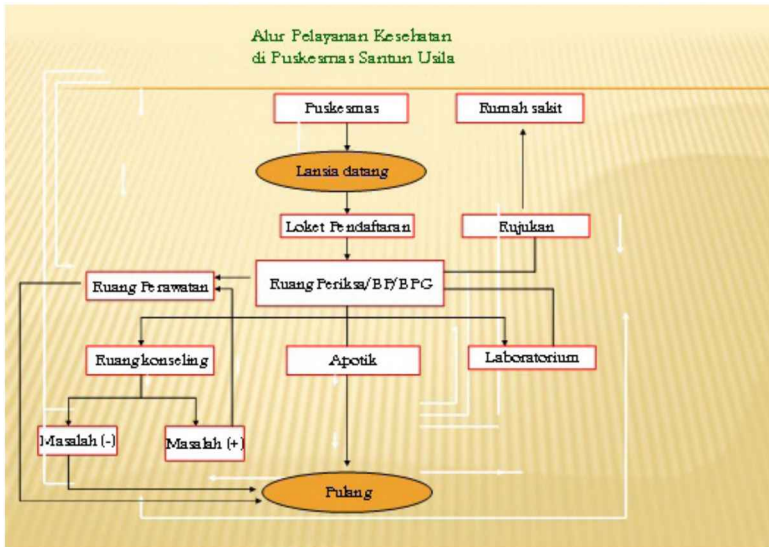 Alur Pelayanan Kesehatan
di Puskesmas Santun Usila
Puskesmas
Rumah sakit
Lansia datang
Loket Pendaftaran
Rujukan
Ruang Perawatan
Ruang Periksa/BP/BPG
Ruang konseling
Apotik
Laboratorium
Masalah (-)
Masalah (+)
Pulang